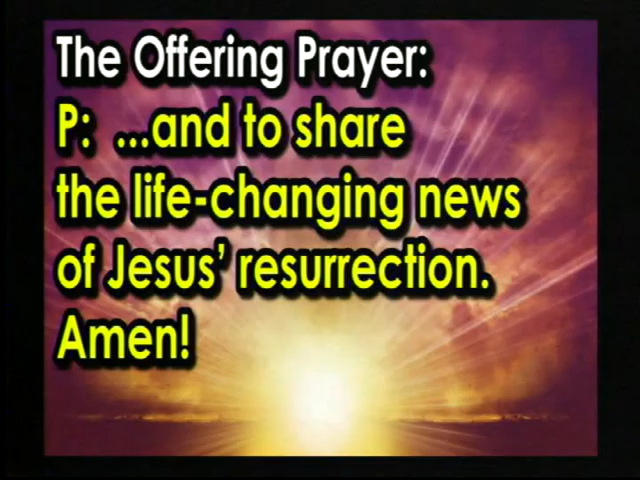 The Offering Prayer:
P:  ...and to share
the life-changing news
of Jesus’ resurrection.
Amen!